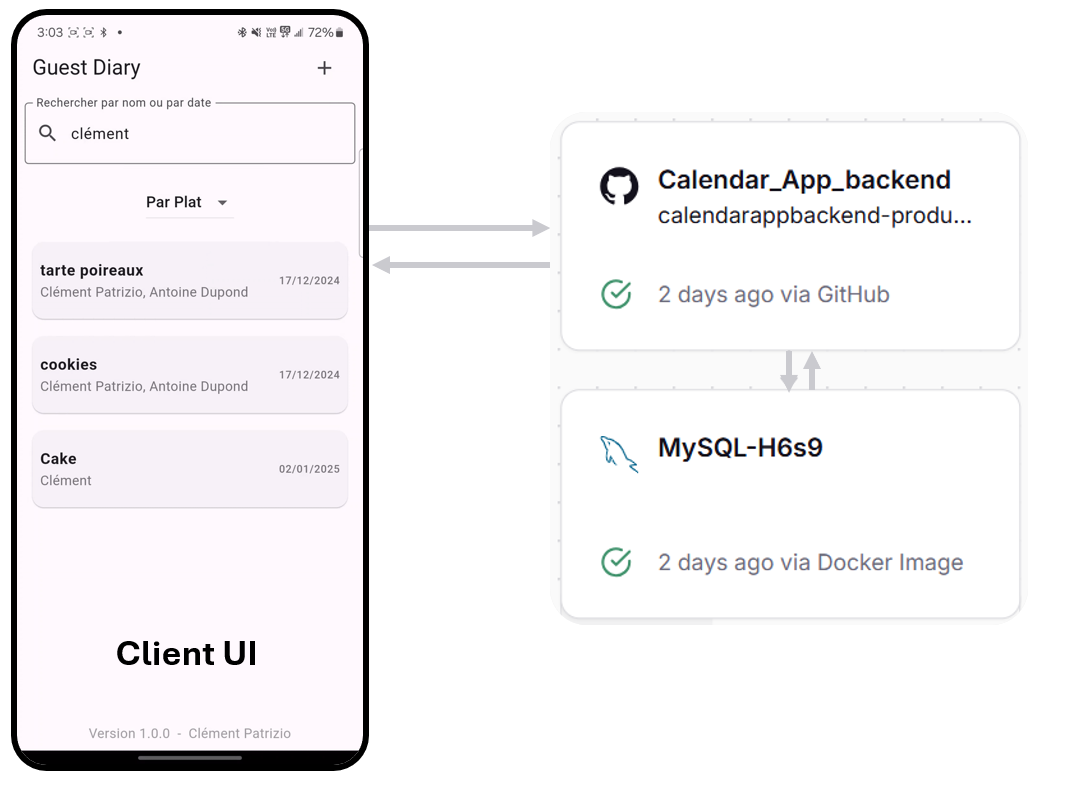 3:03 72%
Guest Diary +
Rechercher par nom ou par date
clément
Par Plat
tarte poireaux
Clément Patrizio, Antoine Dupond
17/12/2024
cookies
Clément Patrizio, Antoine Dupond
17/12/2024
Cake
Clément
02/01/2025
Client UI
Version 1.0.0 - Clément Patrizio
Calendar_App_backend
calendarappbackend-produ...
2 days ago via GitHub
MySQL-H6s9
2 days ago via Docker Image